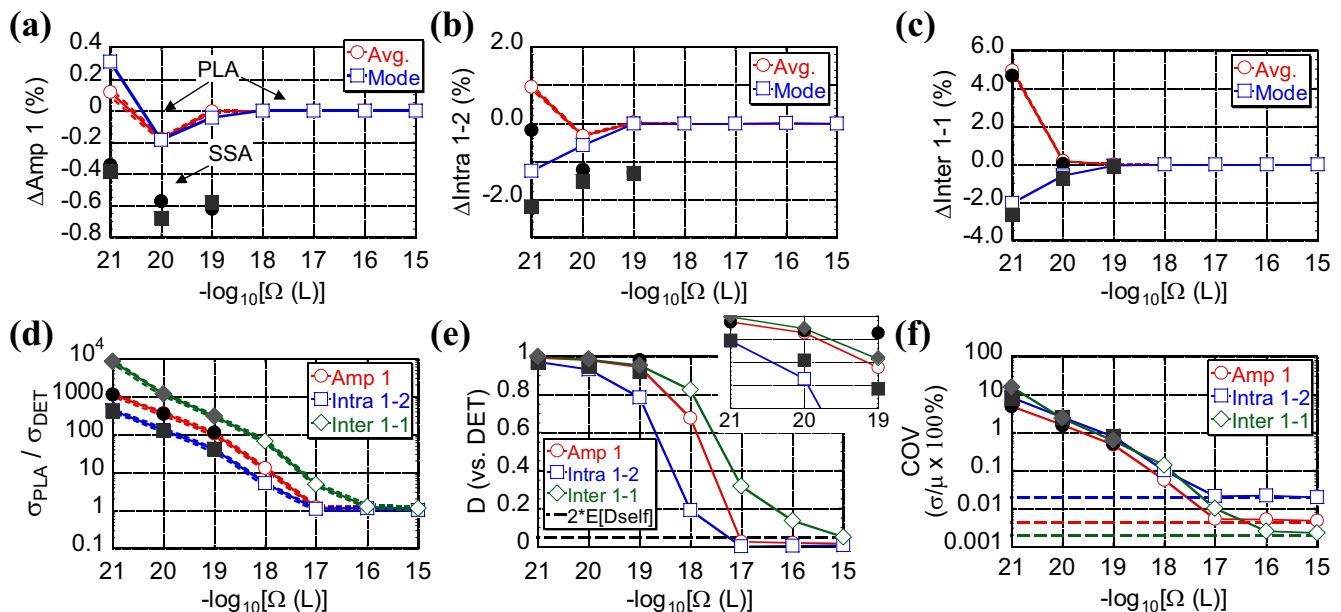 (a)
0.4
0.2
0
-0.2
-0.4
-0.6
-0.8
ΔAmp 1 (%)
PLA
SSA
Avg.
Mode
21 20 19 18 17 16 15
-log10[Ω (L)]
(b)
2.0
0.0
-2.0
ΔIntra 1-2 (%)
Avg.
Mode
21 20 19 18 17 16 15
-log10[Ω (L)]
(c)
6.0
4.0
2.0
0.0
-2.0
-4.0
ΔInter 1-1 (%)
Avg.
Mode
21 20 19 18 17 16 15
-log10[Ω (L)]
(d)
10^4
1000
100
10
1
0.1
σPLA / σDET
Amp 1
Intra 1-2
Inter 1-1
21 20 19 18 17 16 15
-log10[Ω (L)]
(e)
1
0.8
0.6
0.4
0.2
0
D (vs. DET)
Amp 1
Intra 1-2
Inter 1-1
2*E[Dself]
21 20 19
21 20 19 18 17 16 15
-log10[Ω (L)]
(f)
100
10
1
0.1
0.01
0.001
COV
(σ/μ x 100%)
Amp 1
Intra 1-2
Inter 1-1
21 20 19 18 17 16 15
-log10[Ω (L)]